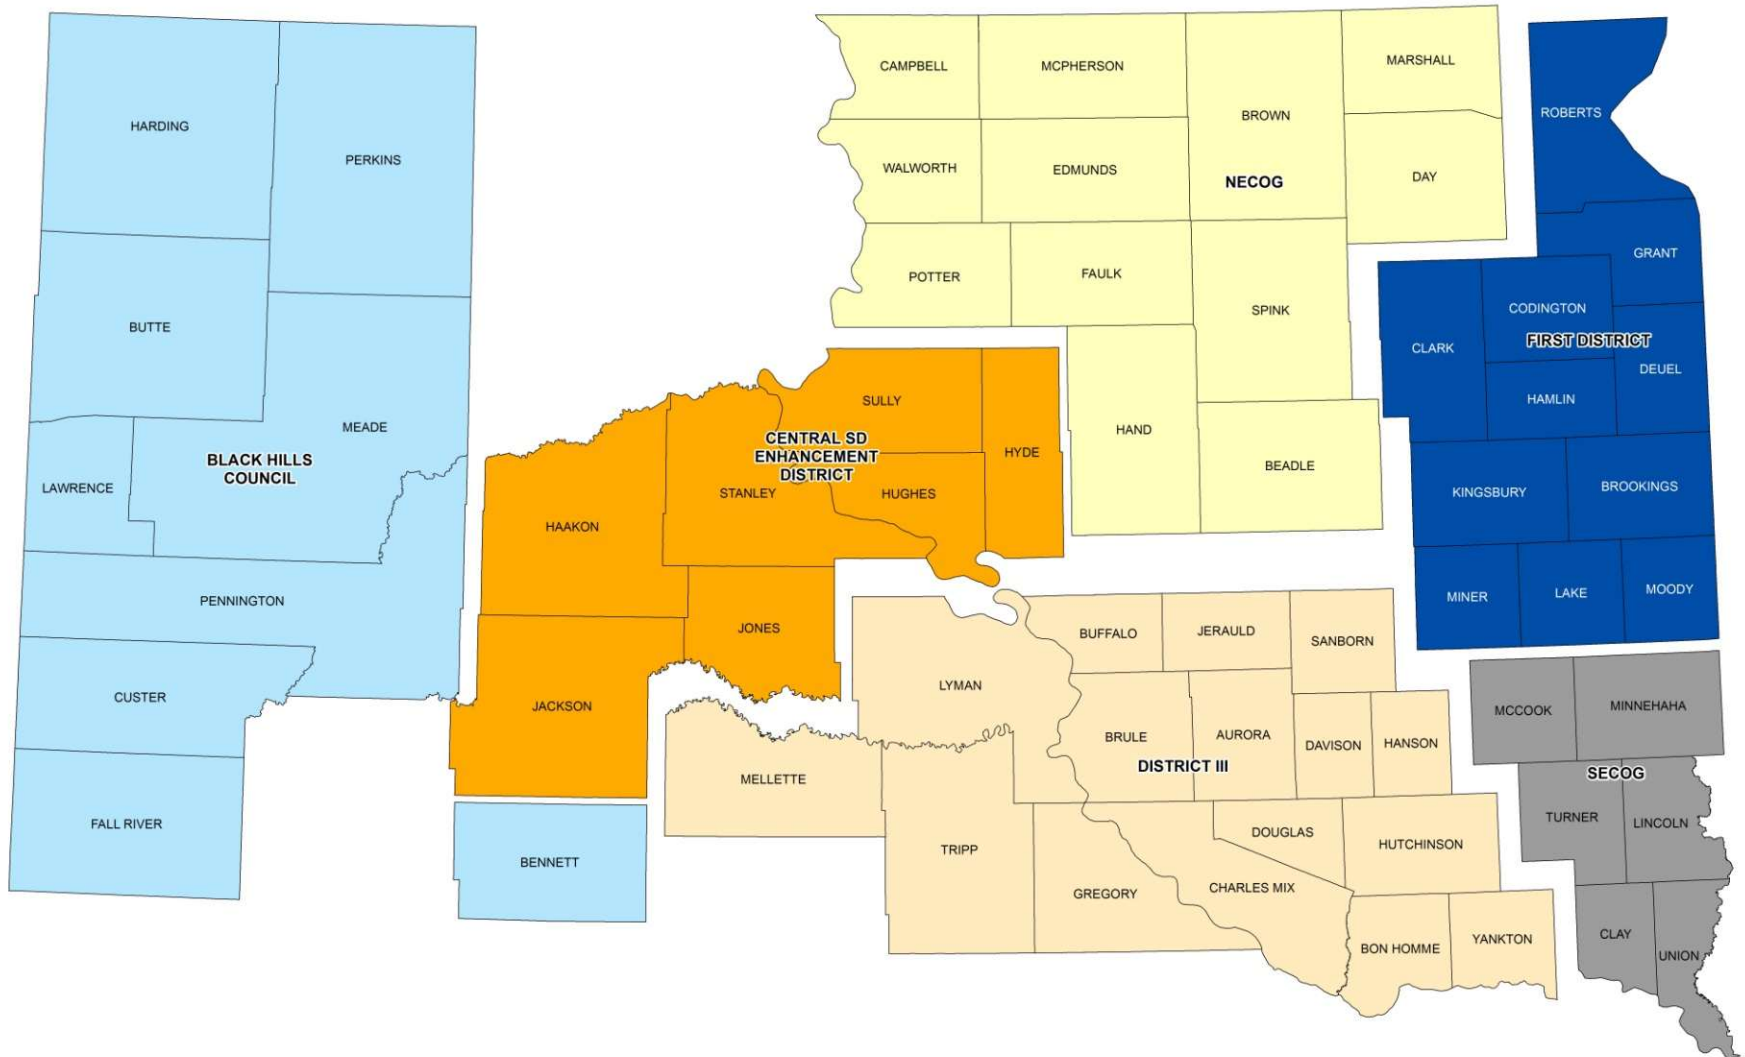 HARDING
PERKINS
BUTTE
MEADE
LAWRENCE
BLACK HILLS
COUNCIL
PENNINGTON
CUSTER
FALL RIVER
BENNETT
SULLY
HYDE
CENTRAL SD
ENHANCEMENT
DISTRICT
STANLEY
HUGHES
HAAKON
JONES
JACKSON
CAMPBELL
MCPHERSON
BROWN
MARSHALL
WALWORTH
EDMUNDS
NECOG
DAY
POTTER
FAULK
SPINK
HAND
BEADLE
ROBERTS
GRANT
CODINGTON
CLARK
FIRST DISTRICT
DEUEL
HAMLIN
KINGSBURY
BROOKINGS
MINER
LAKE
MOODY
BUFFALO
JERAULD
SANBORN
LYMAN
BRULE
AURORA
DAVISON
HANSON
DISTRICT III
MELLETTE
TRIPP
GREGORY
DOUGLAS
HUTCHINSON
CHARLES MIX
BON HOMME
YANKTON
MCCOOK
MINNEHAHA
SECOG
TURNER
LINCOLN
CLAY
UNION